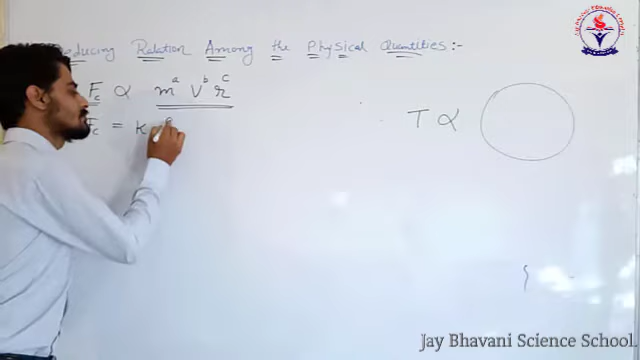 ducing Relation Among the Physical Quantities :-
Fc ∝ m^a v^b r^c
Fc = K
T ∝
Jay Bhavani Science School.